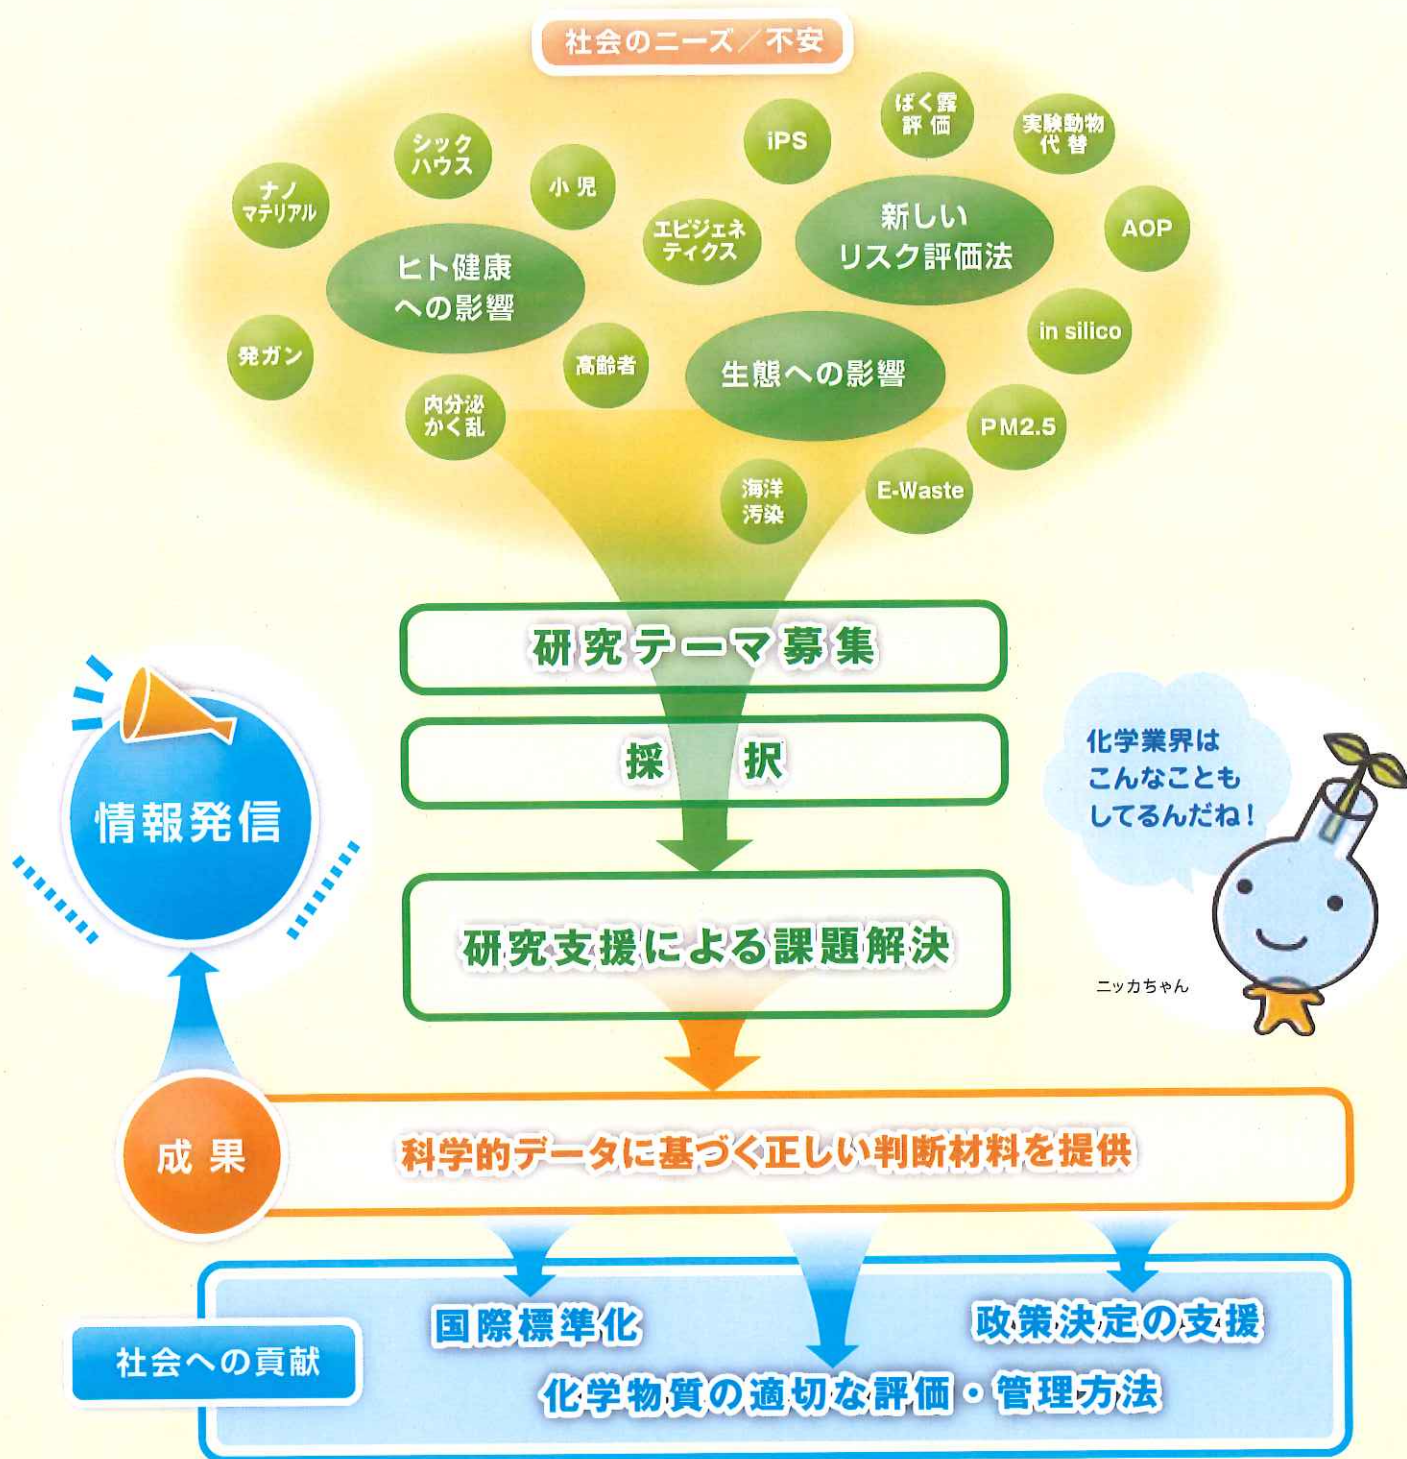 社会のニーズ／不安
シック
ハウス
小児
ナノ
マテリアル
ヒト健康
への影響
発ガン
内分泌
かく乱
高齢者
iPS
ばく露
評価
実験動物
代替
エピジェネ
ティクス
新しい
リスク評価法
AOP
in silico
生態への影響
PM2.5
海洋
汚染
E-Waste
研究テーマ募集
採択
情報発信
化学業界は
こんなことも
してるんだね！
ニッカちゃん
研究支援による課題解決
成果
科学的データに基づく正しい判断材料を提供
社会への貢献
国際標準化
政策決定の支援
化学物質の適切な評価・管理方法